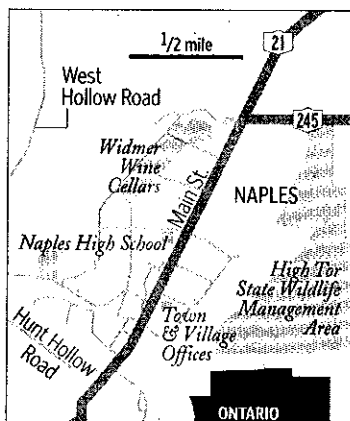 1/2 mile
21
West
Hollow Road
245
Widmer
Wine
Cellars
Main St.
NAPLES
Naples High School
High Tor
State Wildlife
Management
Area
Town
& Village
Offices
Hunt Hollow
Road
ONTARIO